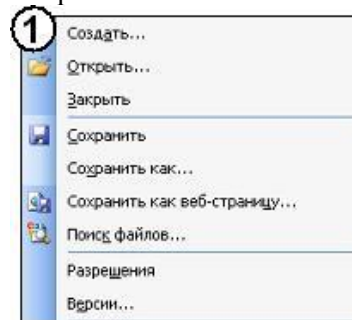 1
Создать...
Открыть...
Закрыть
Сохранить
Сохранить как...
Сохранить как веб-страницу...
Поиск файлов...
Разрешения
Версии...